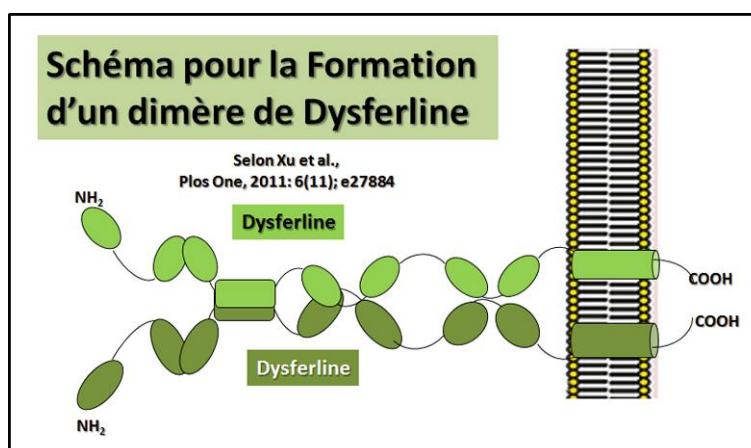 Schéma pour la Formation
d’un dimère de Dysferline
Selon Xu et al.,
Plos One, 2011: 6(11); e27884
NH2
Dysferline
COOH
COOH
Dysferline
NH2